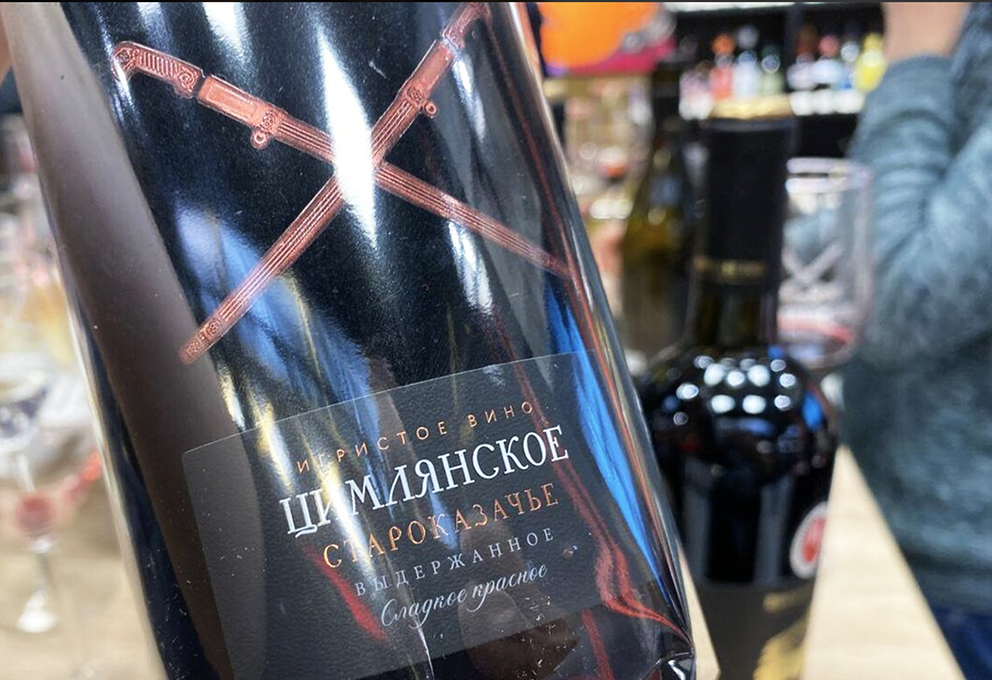 ИГРИСТОЕ ВИНО
ЦИМЛЯНСКОЕ
СТАРОКАЗАЧЬЕ
ВЫДЕРЖАННОЕ
Сладкое красное